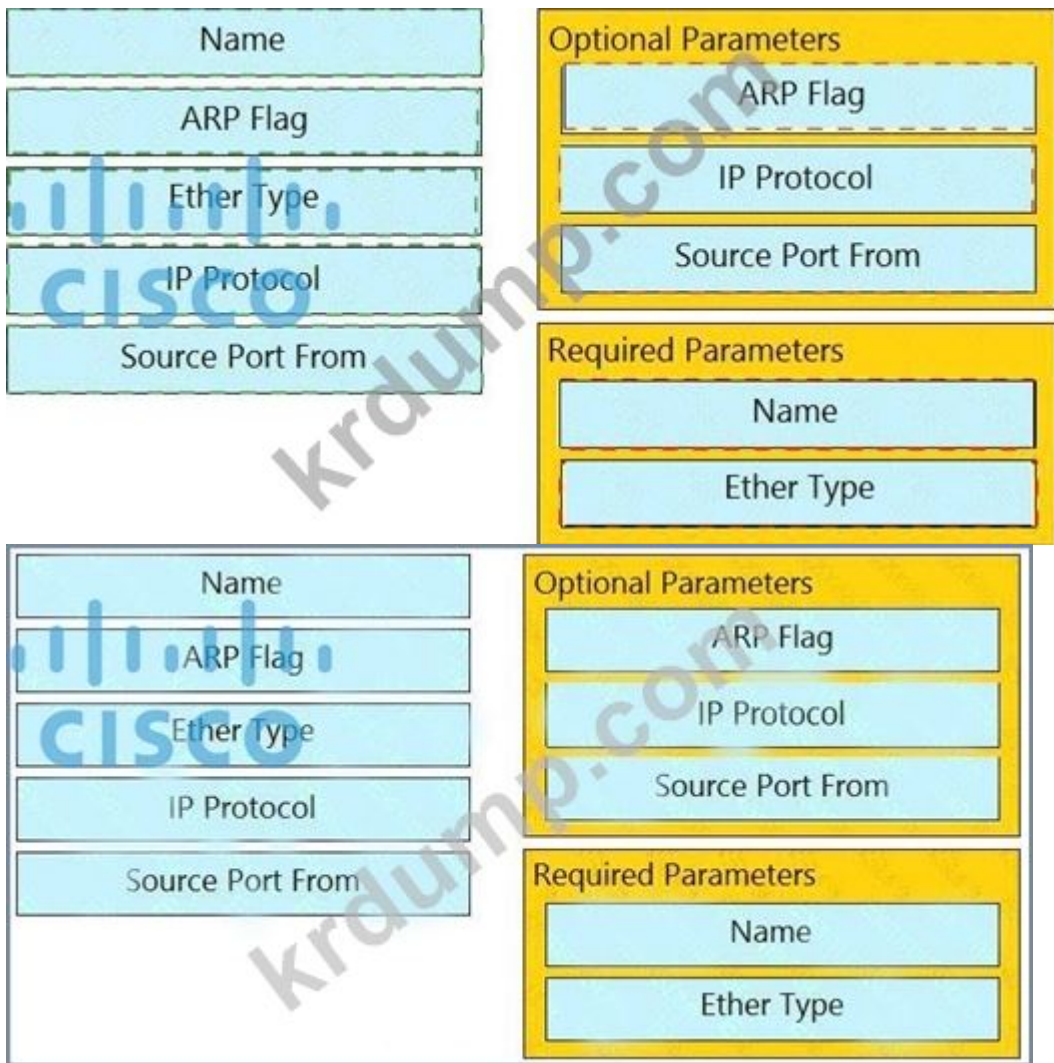 Name
ARP Flag
Ether Type
IP Protocol
Source Port From
Optional Parameters
ARP Flag
IP Protocol
Source Port From
Required Parameters
Name
Ether Type
CISCO
krdump.com
Name
ARP Flag
Ether Type
IP Protocol
Source Port From
Optional Parameters
ARP Flag
IP Protocol
Source Port From
Required Parameters
Name
Ether Type
CISCO
krdump.com